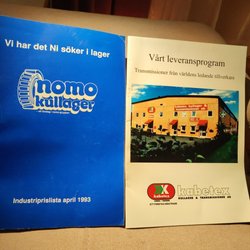 Vi har det Ni söker i lager
nomo
kullager
Industriprislista april 1993
Vårt leveransprogram
Transmissioner från världens ledande tillverkare
kabetex
KULLAGER & TRANSMISSIONER AB